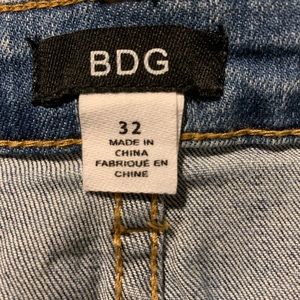 BDG
32
MADE IN
CHINA
FABRIQUÉ EN
CHINE